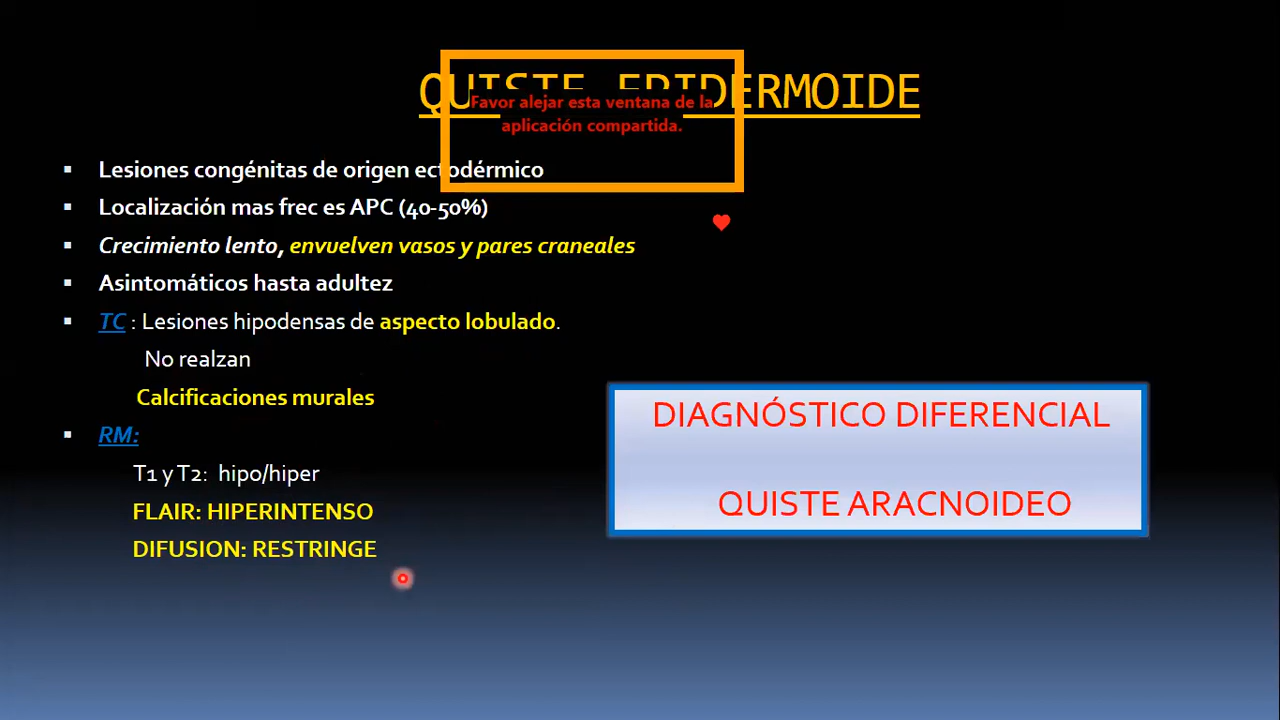 QUISTE EPIDERMOIDE
Favor alejar esta ventana de la
aplicación compartida.
▪ Lesiones congénitas de origen ectodérmico
▪ Localización mas frec es APC (40-50%)
▪ Crecimiento lento, envuelven vasos y pares craneales
▪ Asintomáticos hasta adultez
▪ TC : Lesiones hipodensas de aspecto lobulado.
No realzan
Calcificaciones murales
▪ RM:
T1 y T2: hipo/hiper
FLAIR: HIPERINTENSO
DIFUSION: RESTRINGE
DIAGNÓSTICO DIFERENCIAL
QUISTE ARACNOIDEO